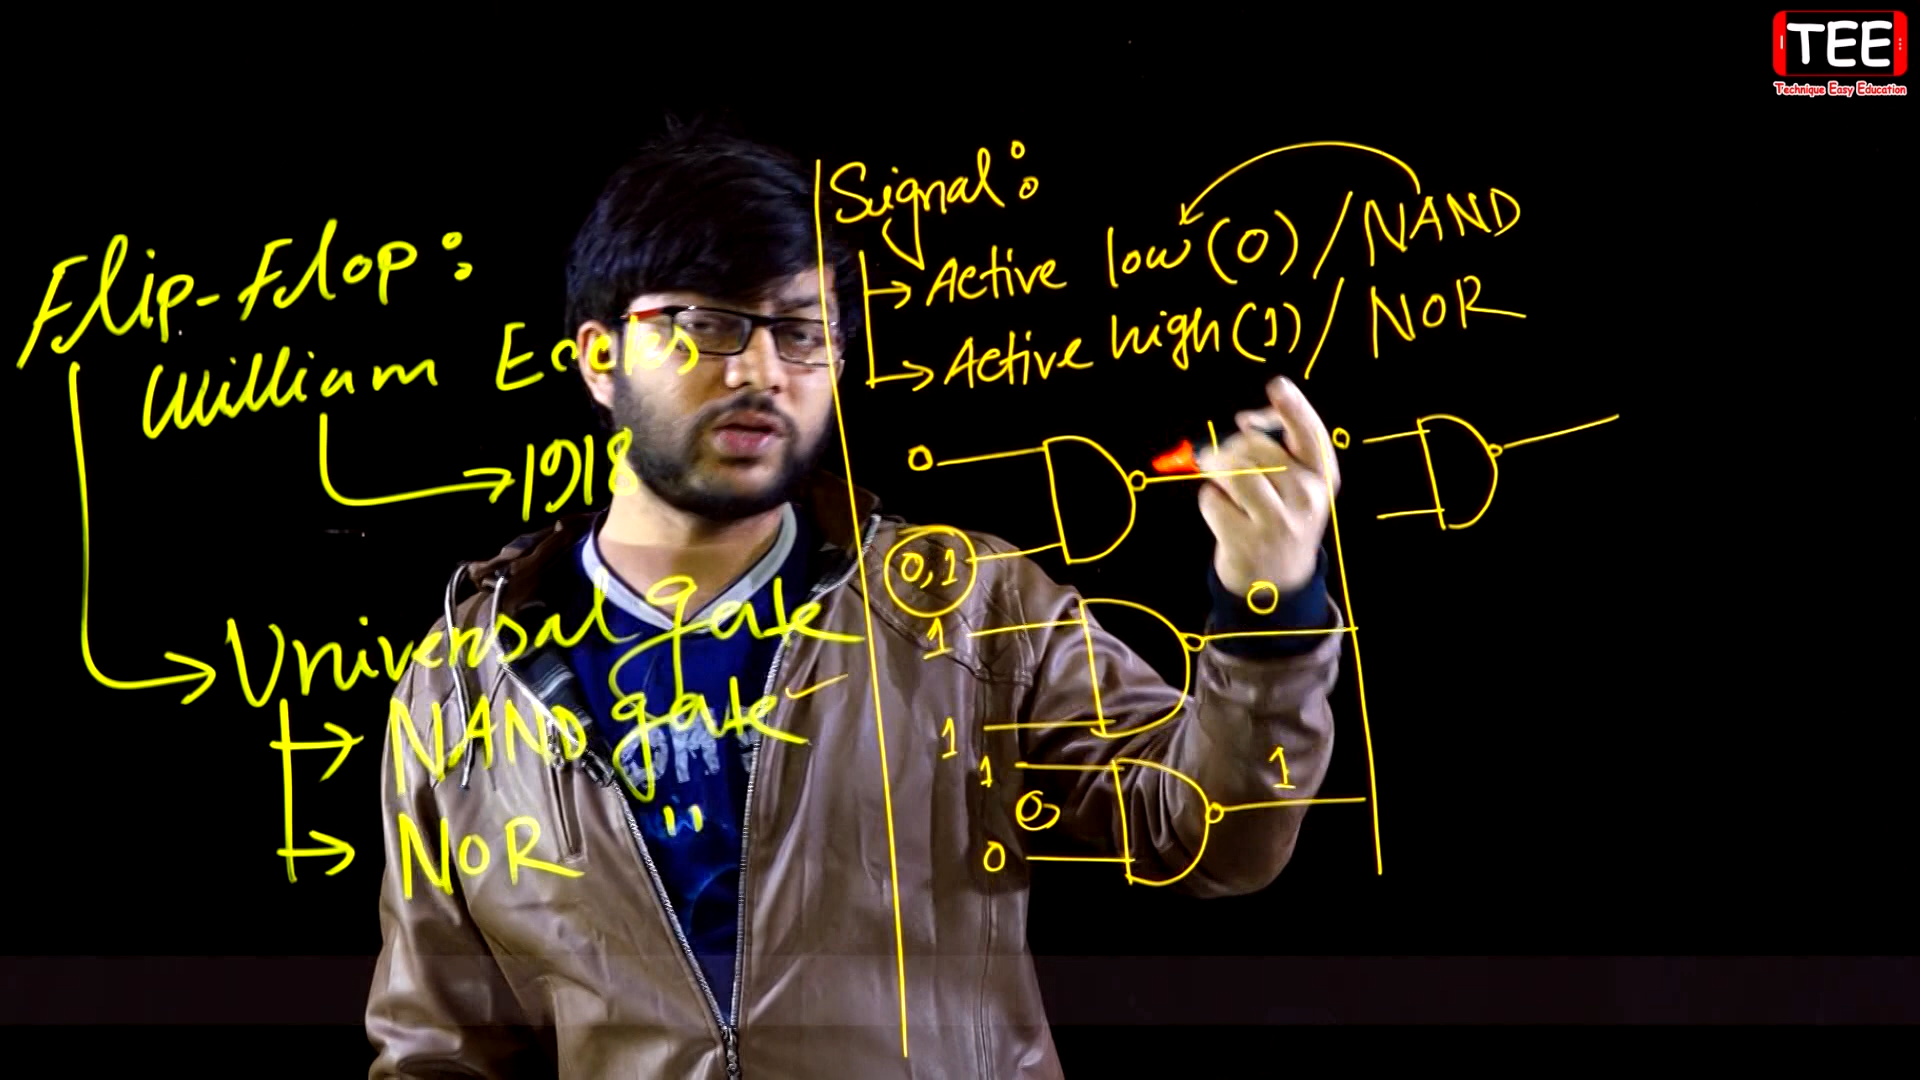 TEE
Technique Easy Education
Flip-Flop:
William Eccles
1918
Universal gate
NAND gate
NOR "
Signal:
Active low (0) / NAND
Active high (1) / NOR
0
1
0
0,1
0
1
1
1
1
0
0